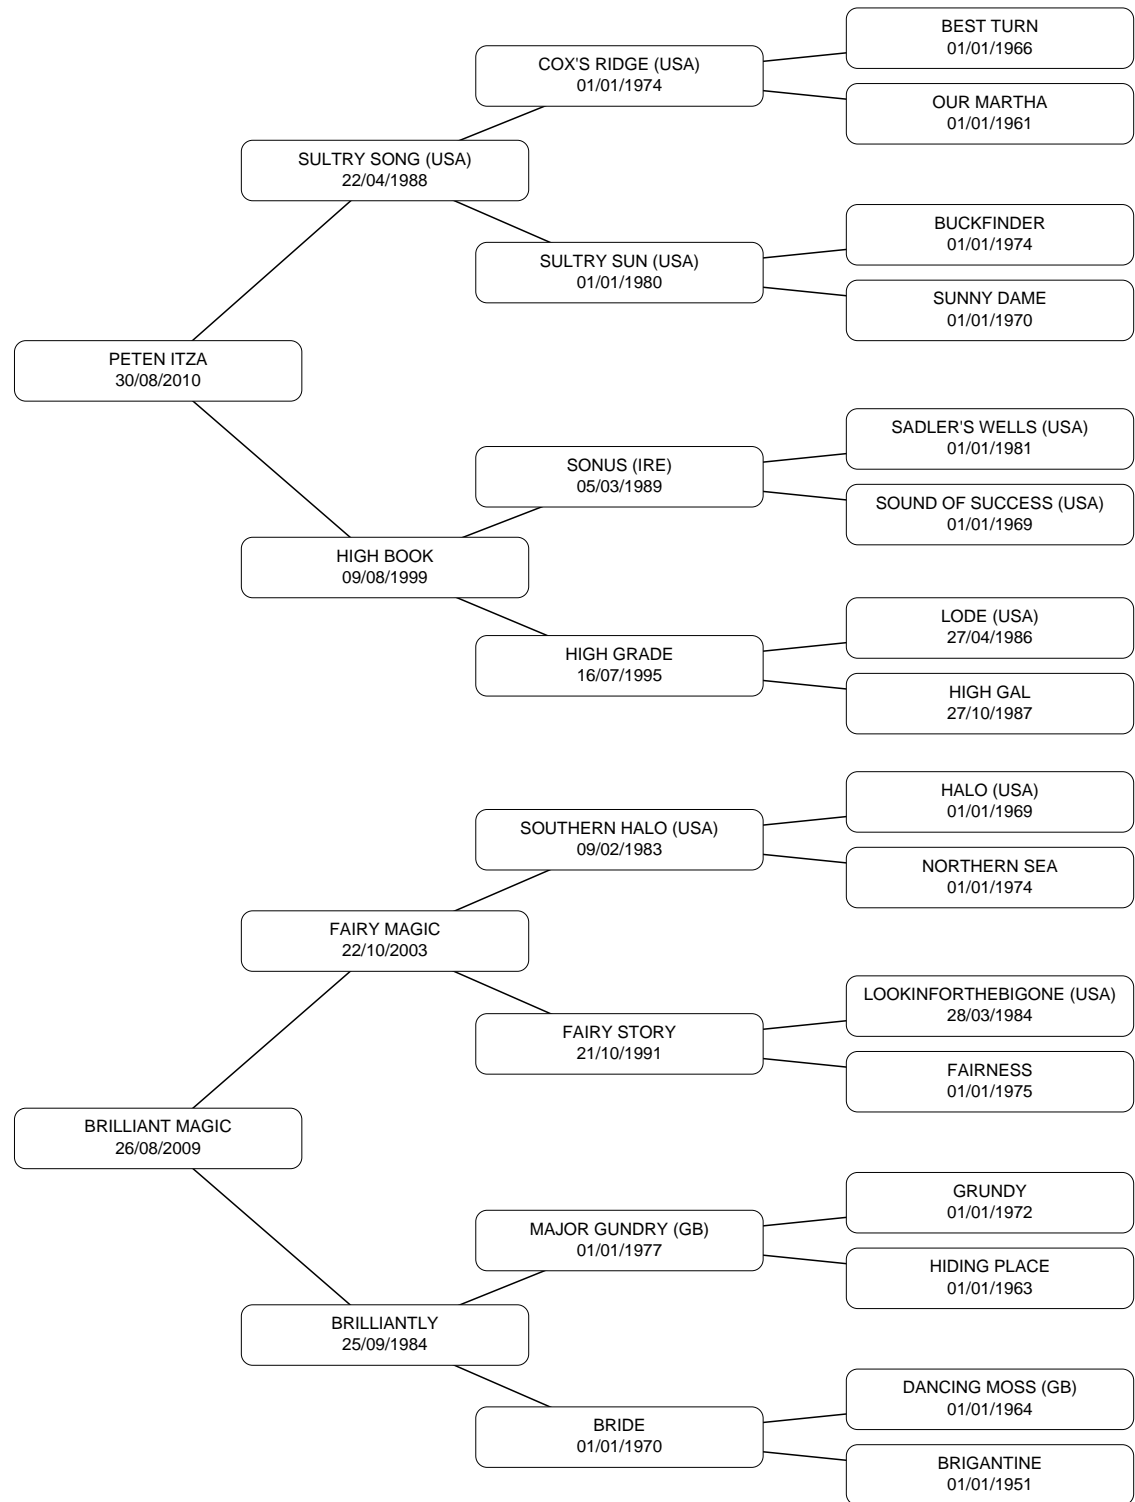 BEST TURN
01/01/1966
COX'S RIDGE (USA)
01/01/1974
OUR MARTHA
01/01/1961
SULTRY SONG (USA)
22/04/1988
BUCKFINDER
01/01/1974
SULTRY SUN (USA)
01/01/1980
SUNNY DAME
01/01/1970
PETEN ITZA
30/08/2010
SADLER'S WELLS (USA)
01/01/1981
SONUS (IRE)
05/03/1989
SOUND OF SUCCESS (USA)
01/01/1969
HIGH BOOK
09/08/1999
LODE (USA)
27/04/1986
HIGH GRADE
16/07/1995
HIGH GAL
27/10/1987
HALO (USA)
01/01/1969
SOUTHERN HALO (USA)
09/02/1983
NORTHERN SEA
01/01/1974
FAIRY MAGIC
22/10/2003
LOOKINFORTHEBIGONE (USA)
28/03/1984
FAIRY STORY
21/10/1991
FAIRNESS
01/01/1975
BRILLIANT MAGIC
26/08/2009
GRUNDY
01/01/1972
MAJOR GUNDRY (GB)
01/01/1977
HIDING PLACE
01/01/1963
BRILLIANTLY
25/09/1984
DANCING MOSS (GB)
01/01/1964
BRIDE
01/01/1970
BRIGANTINE
01/01/1951